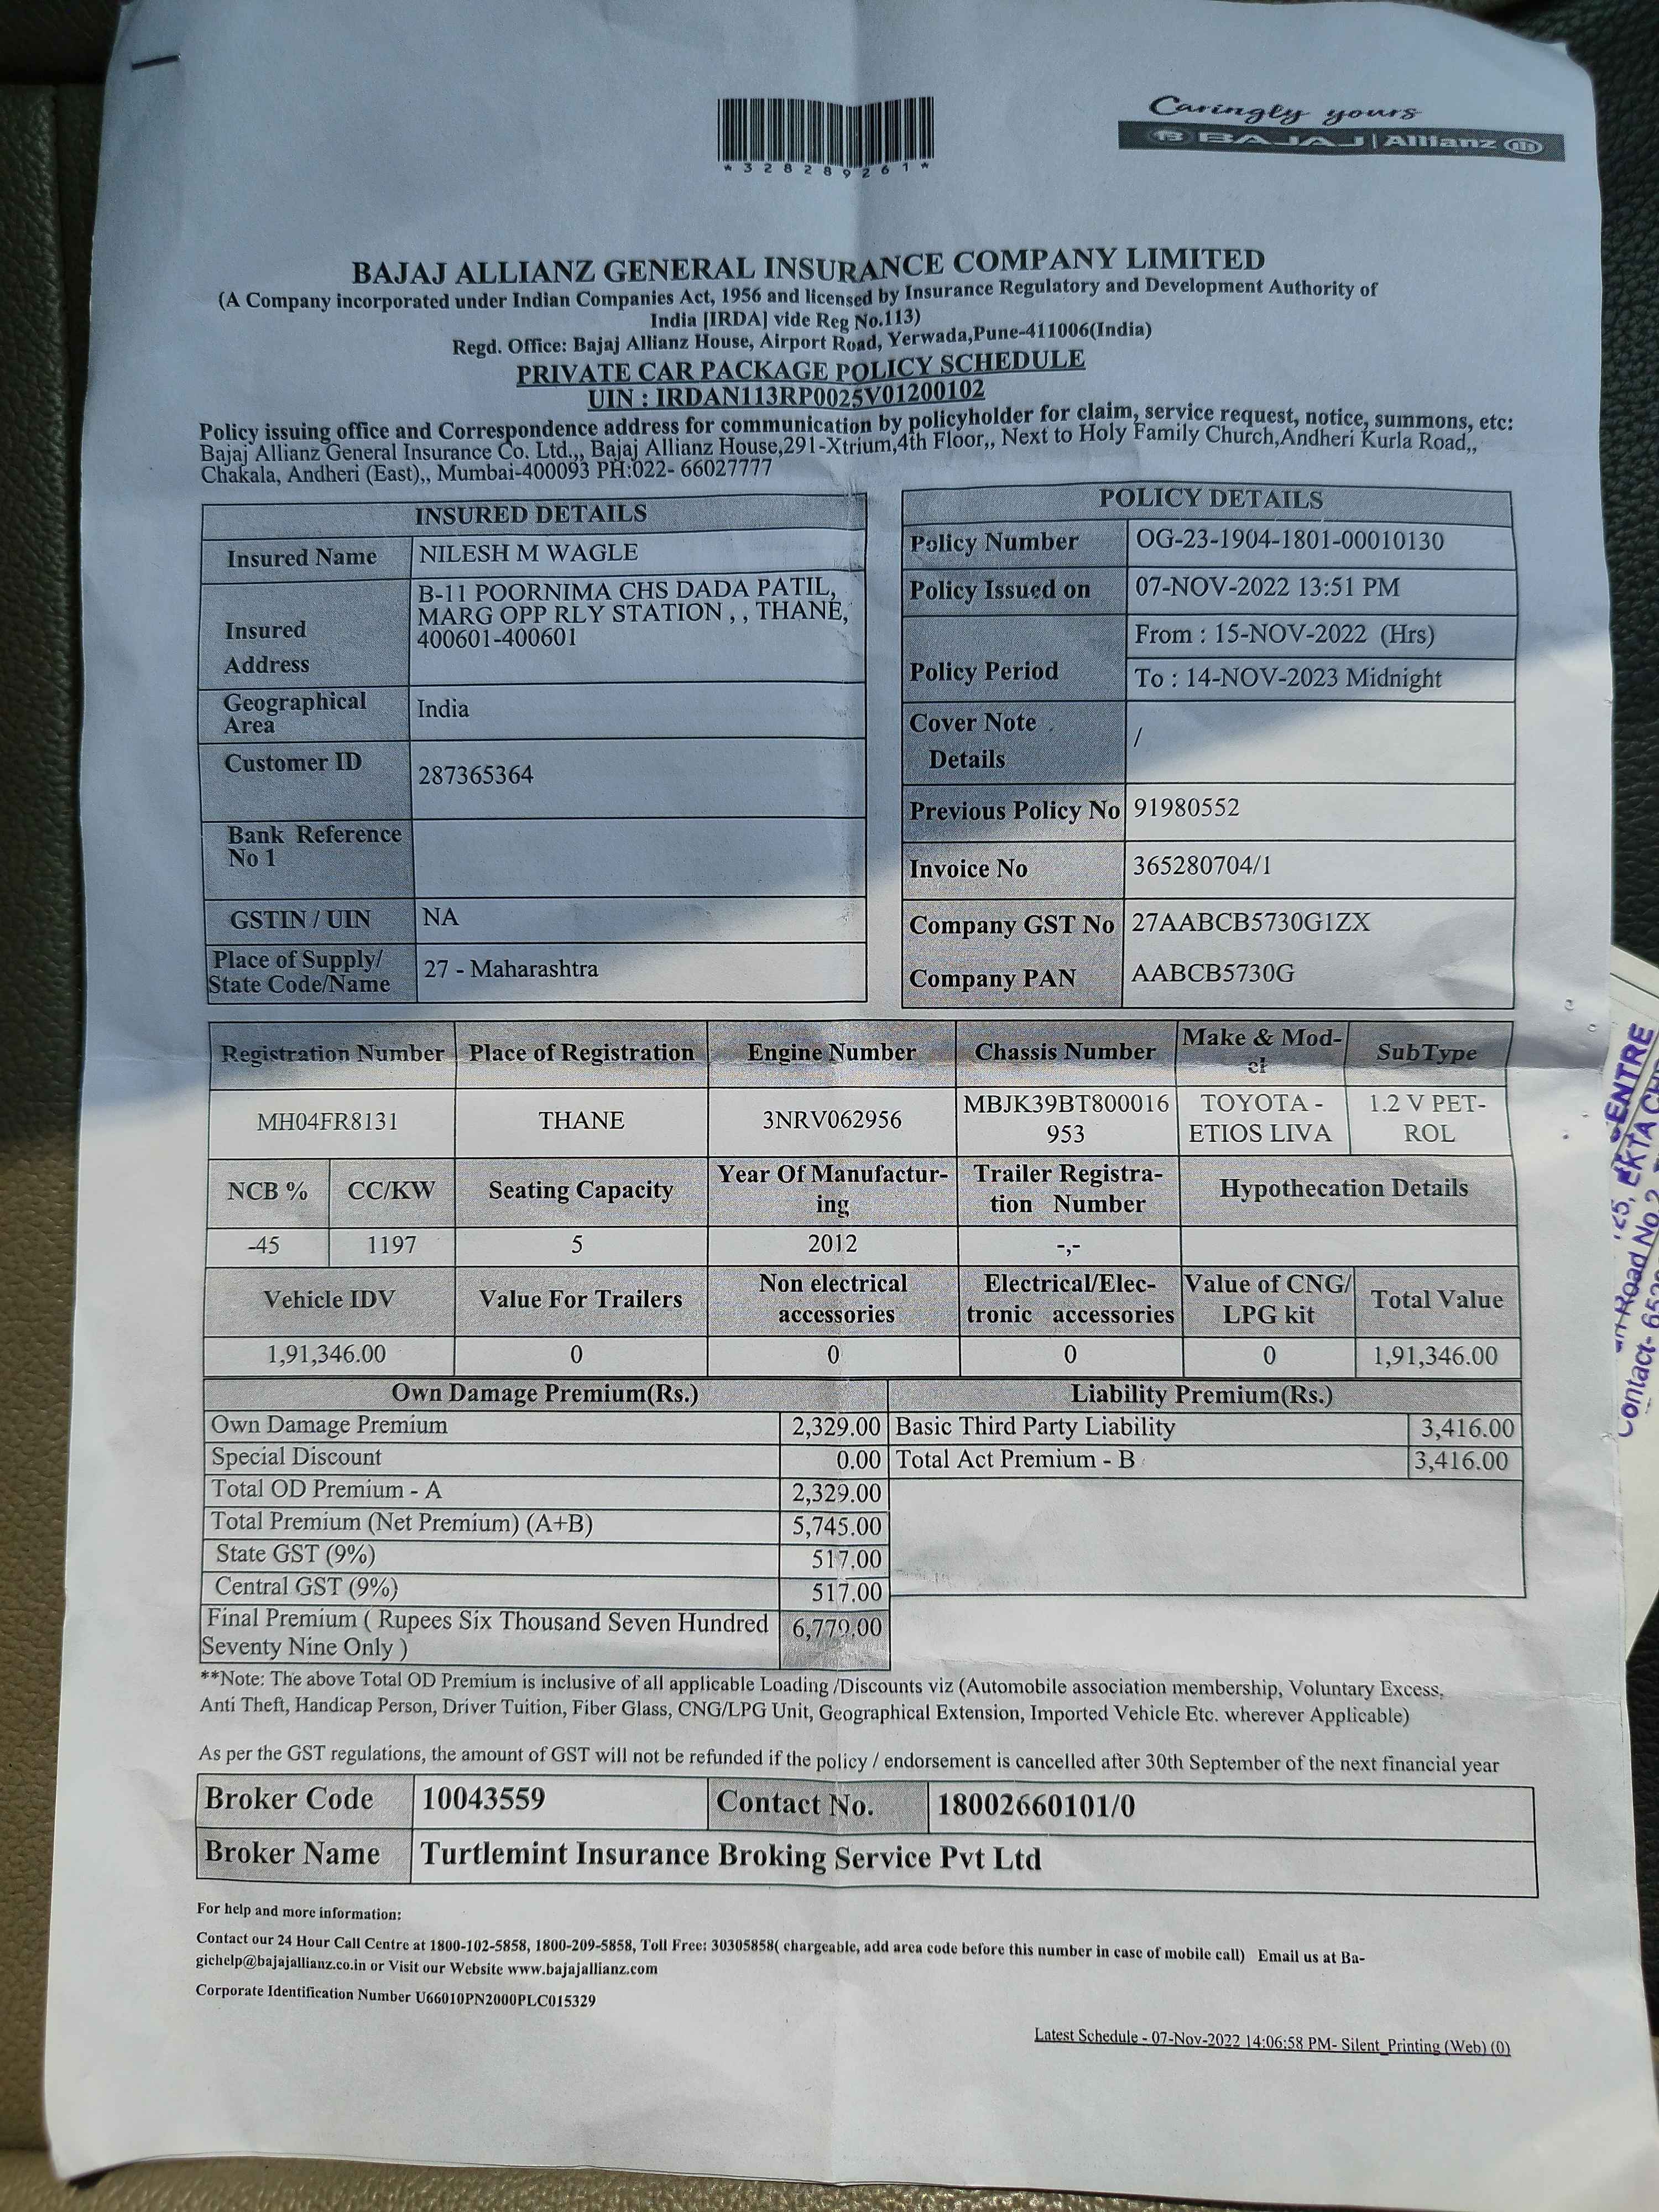 *328289261*
Caringly yours
BAJAJ | Allianz
BAJAJ ALLIANZ GENERAL INSURANCE COMPANY LIMITED
(A Company incorporated under Indian Companies Act, 1956 and licensed by Insurance Regulatory and Development Authority of
India [IRDA] vide Reg No.113)
Regd. Office: Bajaj Allianz House, Airport Road, Yerwada,Pune-411006(India)
PRIVATE CAR PACKAGE POLICY SCHEDULE
UIN : IRDAN113RP0025V01200102
Policy issuing office and Correspondence address for communication by policyholder for claim, service request, notice, summons, etc:
Bajaj Allianz General Insurance Co. Ltd.,, Bajaj Allianz House,291-Xtrium,4th Floor,, Next to Holy Family Church,Andheri Kurla Road,,
Chakala, Andheri (East),, Mumbai-400093 PH:022- 66027777
INSURED DETAILS
Insured Name NILESH M WAGLE
Insured Address B-11 POORNIMA CHS DADA PATIL,
MARG OPP RLY STATION , , THANE,
400601-400601
Geographical Area India
Customer ID 287365364
Bank Reference No 1
GSTIN / UIN NA
Place of Supply/ State Code/Name 27 - Maharashtra
POLICY DETAILS
Policy Number OG-23-1904-1801-00010130
Policy Issued on 07-NOV-2022 13:51 PM
Policy Period From : 15-NOV-2022 (Hrs)
To : 14-NOV-2023 Midnight
Cover Note Details /
Previous Policy No 91980552
Invoice No 365280704/1
Company GST No 27AABCB5730G1ZX
Company PAN AABCB5730G
Registration Number Place of Registration Engine Number Chassis Number Make & Mod-el SubType
MH04FR8131 THANE 3NRV062956 MBJK39BT800016 TOYOTA - 1.2 V PET-
953 ETIOS LIVA ROL
NCB % CC/KW Seating Capacity Year Of Manufactur-ing Trailer Registra-tion Number Hypothecation Details
-45 1197 5 2012 -,-
Vehicle IDV Value For Trailers Non electrical accessories Electrical/Elec-tronic accessories Value of CNG/ LPG kit Total Value
1,91,346.00 0 0 0 0 1,91,346.00
Own Damage Premium(Rs.) Liability Premium(Rs.)
Own Damage Premium 2,329.00 Basic Third Party Liability 3,416.00
Special Discount 0.00 Total Act Premium - B 3,416.00
Total OD Premium - A 2,329.00
Total Premium (Net Premium) (A+B) 5,745.00
State GST (9%) 517.00
Central GST (9%) 517.00
Final Premium ( Rupees Six Thousand Seven Hundred 6,779.00
Seventy Nine Only )
**Note: The above Total OD Premium is inclusive of all applicable Loading /Discounts viz (Automobile association membership, Voluntary Excess,
Anti Theft, Handicap Person, Driver Tuition, Fiber Glass, CNG/LPG Unit, Geographical Extension, Imported Vehicle Etc. wherever Applicable)
As per the GST regulations, the amount of GST will not be refunded if the policy / endorsement is cancelled after 30th September of the next financial year
Broker Code 10043559 Contact No. 18002660101/0
Broker Name Turtlemint Insurance Broking Service Pvt Ltd
For help and more information:
Contact our 24 Hour Call Centre at 1800-102-5858, 1800-209-5858, Toll Free: 30305858( chargeable, add area code before this number in case of mobile call) Email us at Ba-
gichelp@bajajallianz.co.in or Visit our Website www.bajajallianz.com
Corporate Identification Number U66010PN2000PLC015329
Latest Schedule - 07-Nov-2022 14:06:58 PM- Silent_Printing (Web) (0)
Road No 2
Contact-